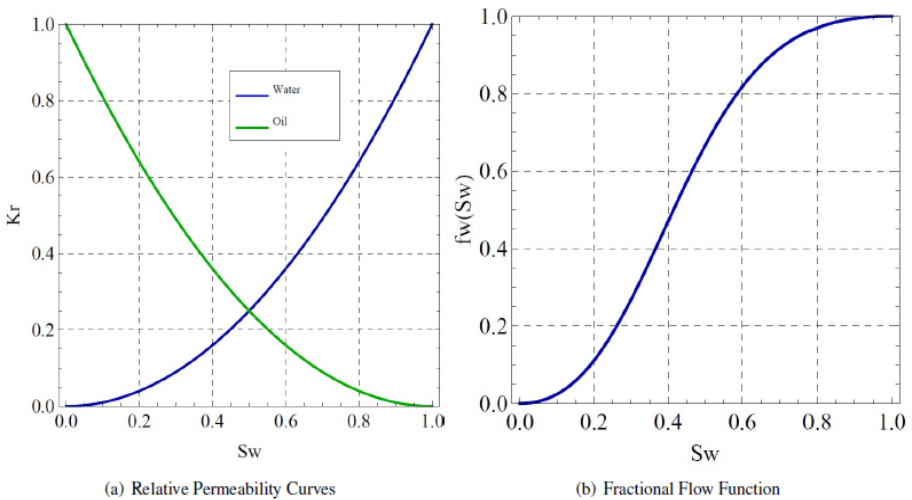 1.0
0.8
0.6
0.4
0.2
0.0
Kr
Water
Oil
0.0 0.2 0.4 0.6 0.8 1.0
Sw
(a) Relative Permeability Curves
1.0
0.8
0.6
0.4
0.2
0.0
fw(Sw)
0.0 0.2 0.4 0.6 0.8 1.0
Sw
(b) Fractional Flow Function